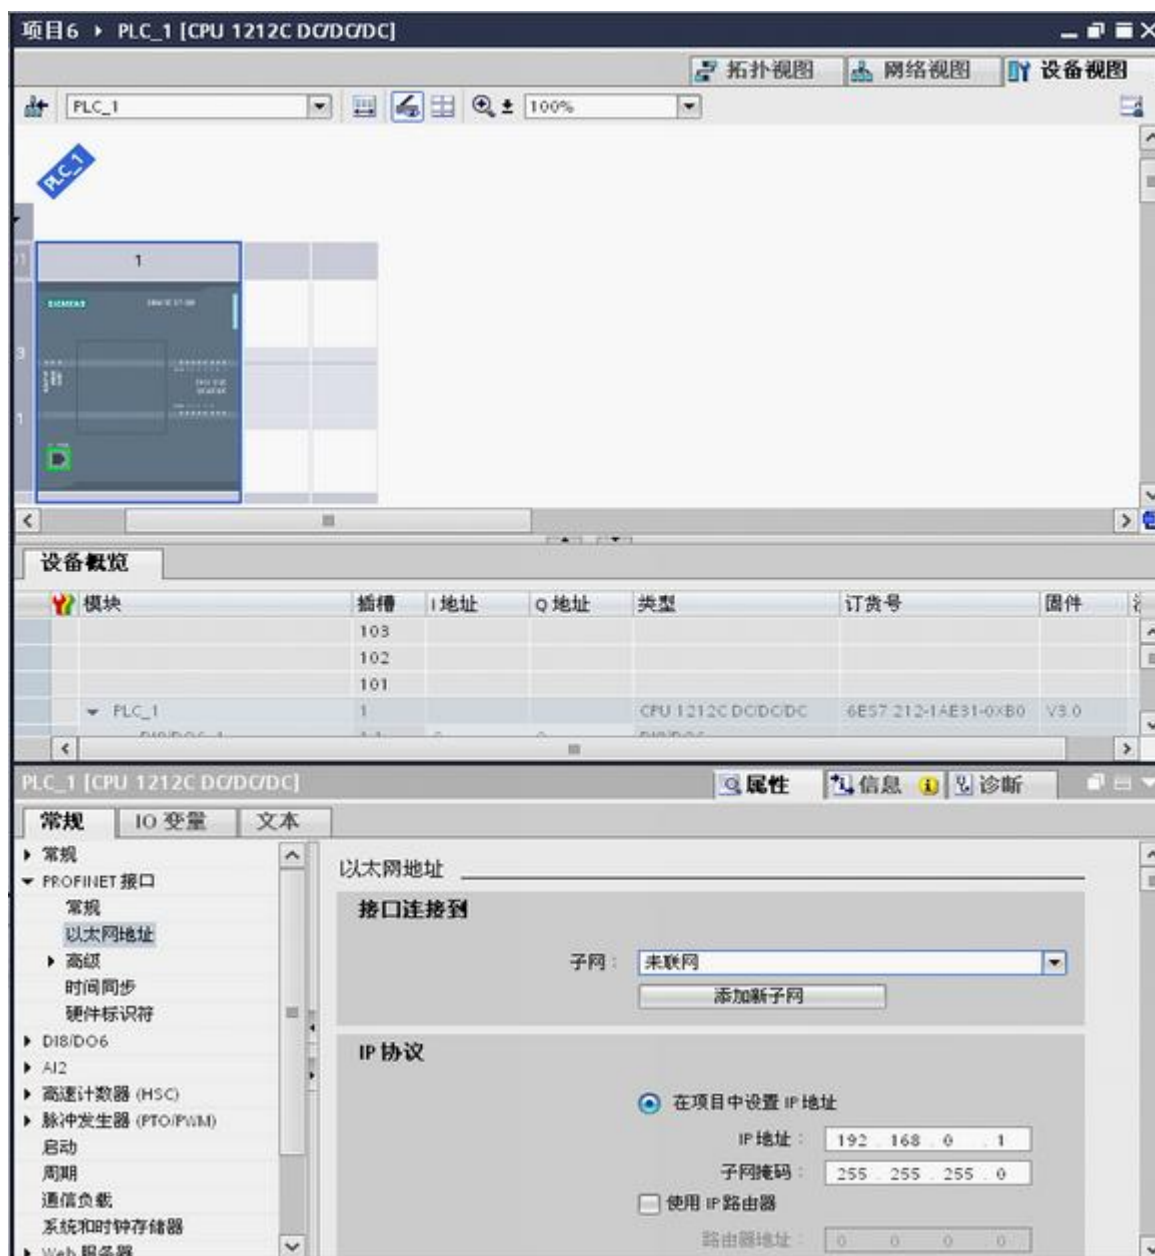 项目6 ▸ PLC_1 [CPU 1212C DC/DC/DC]
拓扑视图 网络视图 设备视图
PLC_1 100%
PLC_1
1
SIEMENS
3
1
设备概览
模块 插槽 I 地址 Q 地址 类型 订货号 固件
103
102
101
PLC_1 1 CPU 1212C DC/DC/DC 6ES7 212-1AE31-0XB0 V3.0
PLC_1 [CPU 1212C DC/DC/DC] 属性 信息 诊断
常规 IO 变量 文本
常规
PROFINET 接口
常规
以太网地址
高级
时间同步
硬件标识符
DI8/DO6
AI2
高速计数器 (HSC)
脉冲发生器 (PTO/PWM)
启动
周期
通信负载
系统和时钟存储器
Web 服务器
以太网地址
接口连接到
子网: 未联网
添加新子网
IP 协议
在项目中设置 IP 地址
IP 地址: 192 . 168 . 0 . 1
子网掩码: 255 . 255 . 255 . 0
使用 IP 路由器
路由器地址: 0 . 0 . 0 . 0